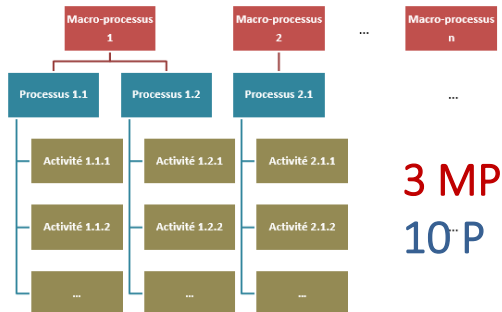 Macro-processus
1
Macro-processus
2
...
Macro-processus
n
Processus 1.1
Processus 1.2
Processus 2.1
...
Activité 1.1.1
Activité 1.2.1
Activité 2.1.1
3 MP
Activité 1.1.2
Activité 1.2.2
Activité 2.1.2
...
10 P
...
...
...